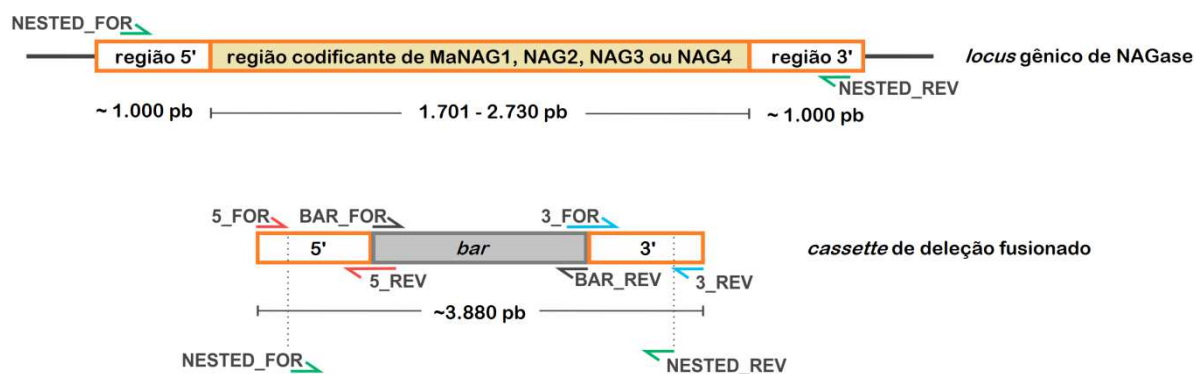 NESTED_FOR
região 5' região codificante de MaNAG1, NAG2, NAG3 ou NAG4 região 3' locus gênico de NAGase
NESTED_REV
~ 1.000 pb 1.701 - 2.730 pb ~ 1.000 pb
5_FOR BAR_FOR 3_FOR
5' bar 3' cassette de deleção fusionado
5_REV BAR_REV 3_REV
~3.880 pb
NESTED_FOR NESTED_REV